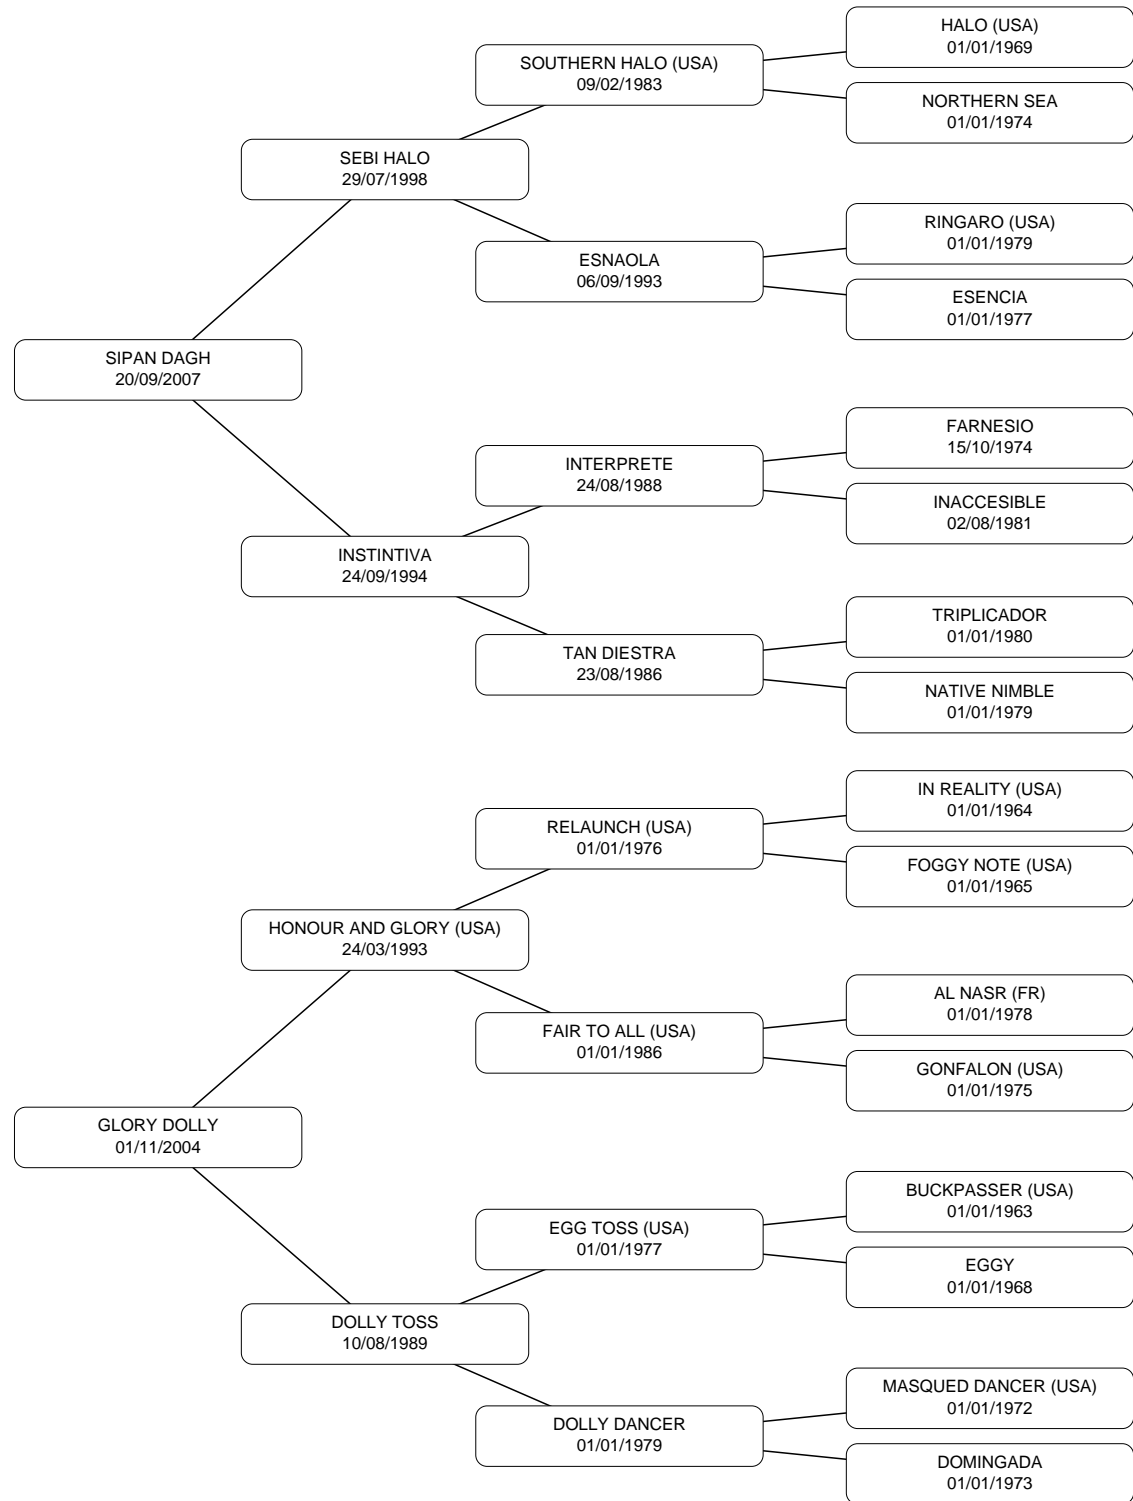 HALO (USA)
01/01/1969
SOUTHERN HALO (USA)
09/02/1983
NORTHERN SEA
01/01/1974
SEBI HALO
29/07/1998
RINGARO (USA)
01/01/1979
ESNAOLA
06/09/1993
ESENCIA
01/01/1977
SIPAN DAGH
20/09/2007
FARNESIO
15/10/1974
INTERPRETE
24/08/1988
INACCESIBLE
02/08/1981
INSTINTIVA
24/09/1994
TRIPLICADOR
01/01/1980
TAN DIESTRA
23/08/1986
NATIVE NIMBLE
01/01/1979
IN REALITY (USA)
01/01/1964
RELAUNCH (USA)
01/01/1976
FOGGY NOTE (USA)
01/01/1965
HONOUR AND GLORY (USA)
24/03/1993
AL NASR (FR)
01/01/1978
FAIR TO ALL (USA)
01/01/1986
GONFALON (USA)
01/01/1975
GLORY DOLLY
01/11/2004
BUCKPASSER (USA)
01/01/1963
EGG TOSS (USA)
01/01/1977
EGGY
01/01/1968
DOLLY TOSS
10/08/1989
MASQUED DANCER (USA)
01/01/1972
DOLLY DANCER
01/01/1979
DOMINGADA
01/01/1973